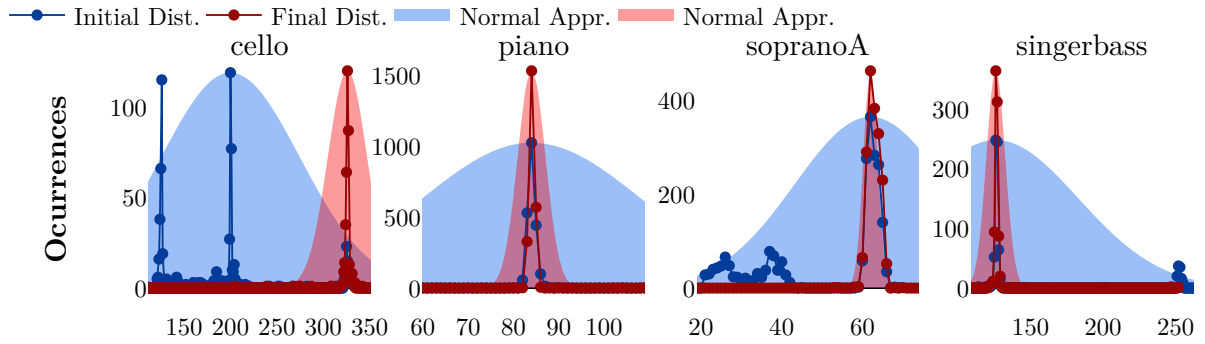 Initial Dist. Final Dist. Normal Appr. Normal Appr.
cello piano sopranoA singerbass
Ocurrences
100
50
0
150 200 250 300 350
1500
1000
500
0
60 70 80 90 100
400
200
0
20 40 60
300
200
100
0
150 200 250